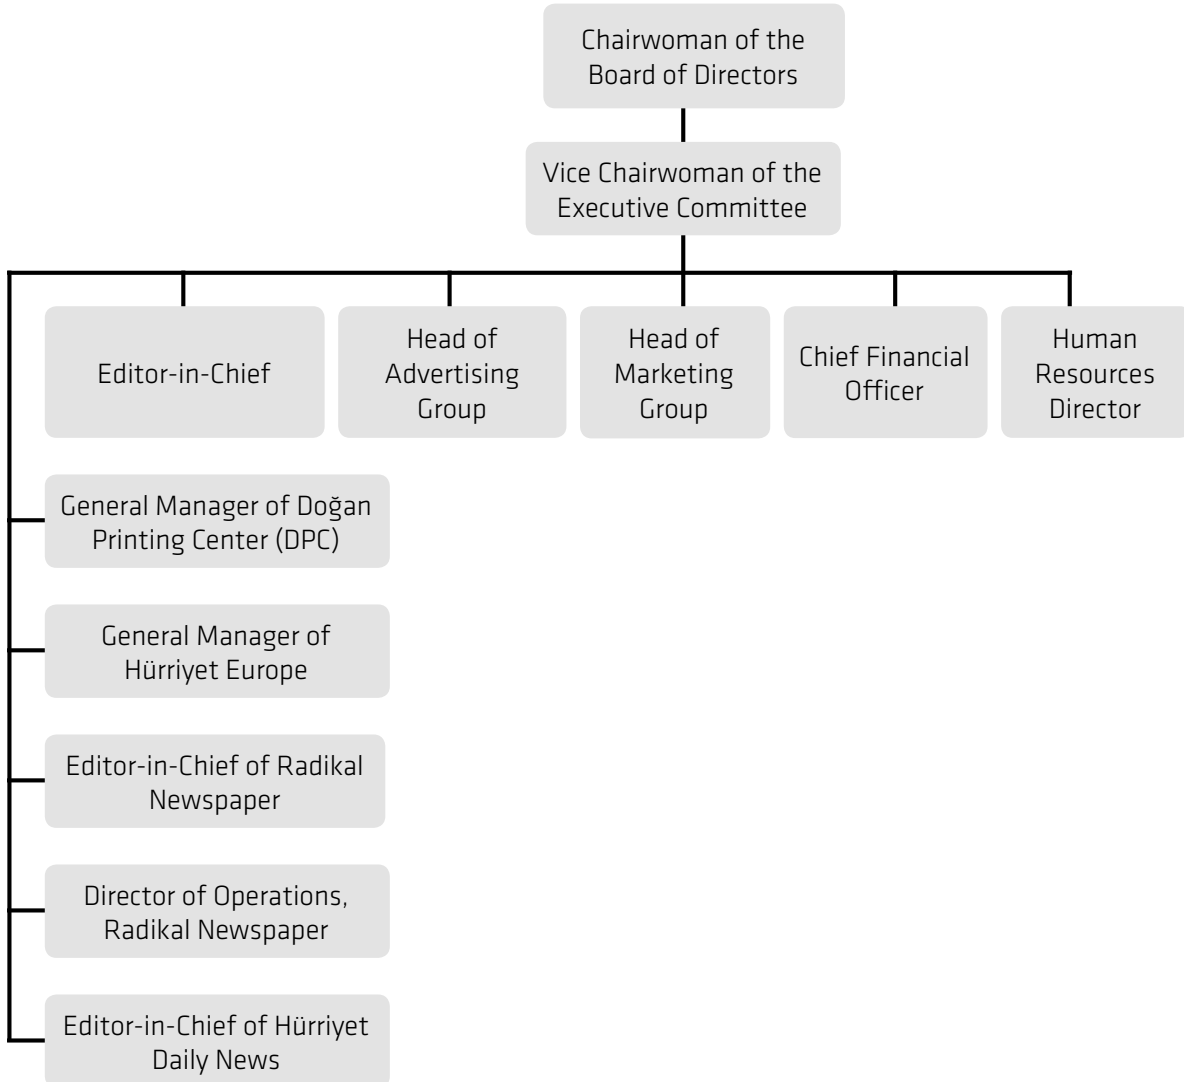 Chairwoman of the
Board of Directors
Vice Chairwoman of the
Executive Committee
Editor-in-Chief
Head of
Advertising
Group
Head of
Marketing
Group
Chief Financial
Officer
Human
Resources
Director
General Manager of Doğan
Printing Center (DPC)
General Manager of
Hürriyet Europe
Editor-in-Chief of Radikal
Newspaper
Director of Operations,
Radikal Newspaper
Editor-in-Chief of Hürriyet
Daily News